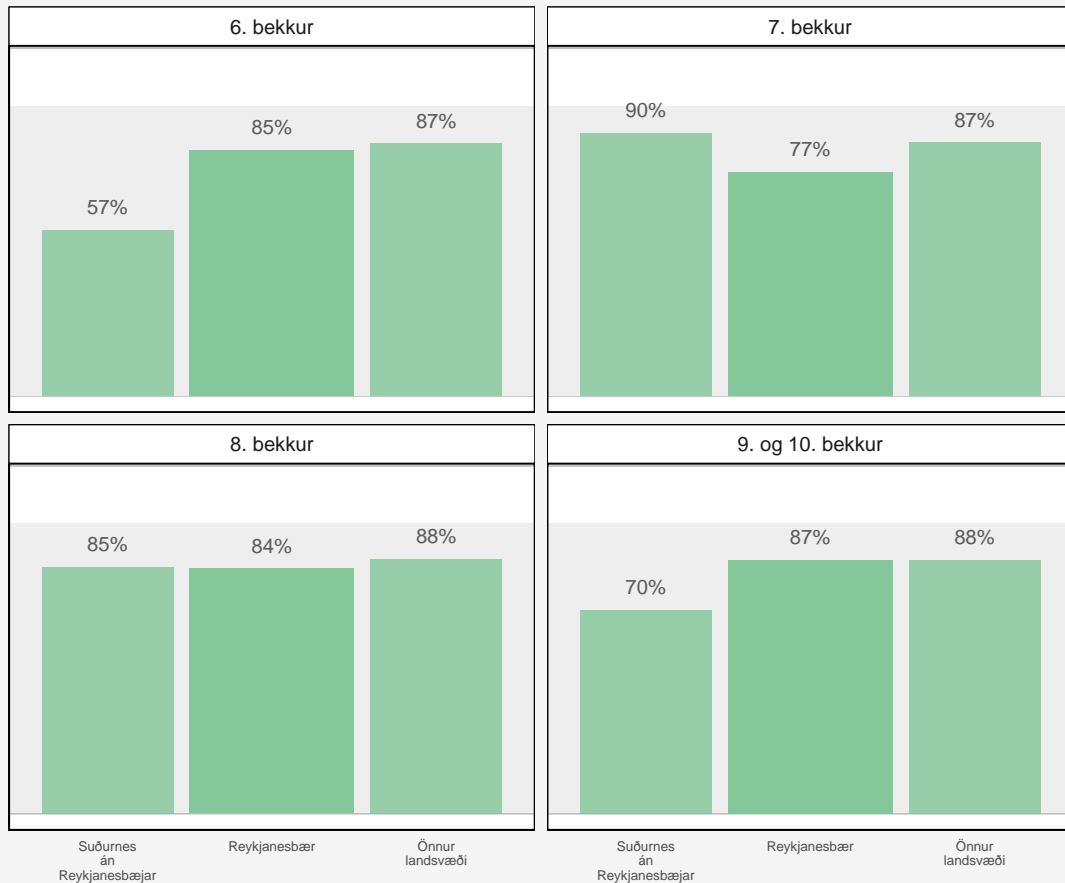 6. bekkur
57%
85%
87%
7. bekkur
90%
77%
87%
8. bekkur
85%
84%
88%
9. og 10. bekkur
70%
87%
88%
Suðurnes
án
Reykjanesbæjar
Reykjanesbær
Önnur
landsvæði
Suðurnes
án
Reykjanesbæjar
Reykjanesbær
Önnur
landsvæði